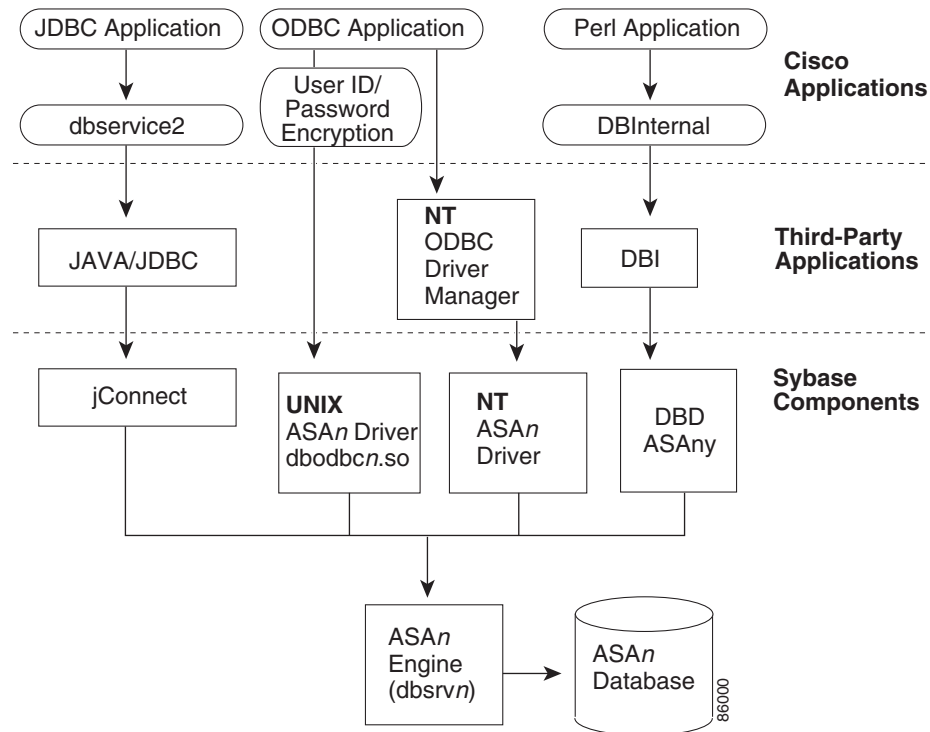 JDBC Application
ODBC Application
Perl Application
Cisco
Applications
User ID/
Password
Encryption
dbservice2
DBInternal
JAVA/JDBC
NT
ODBC
Driver
Manager
DBI
Third-Party
Applications
jConnect
UNIX
ASAn Driver
dbodbcn.so
NT
ASAn
Driver
DBD
ASAny
Sybase
Components
ASAn
Engine
(dbsrvn)
ASAn
Database
86000